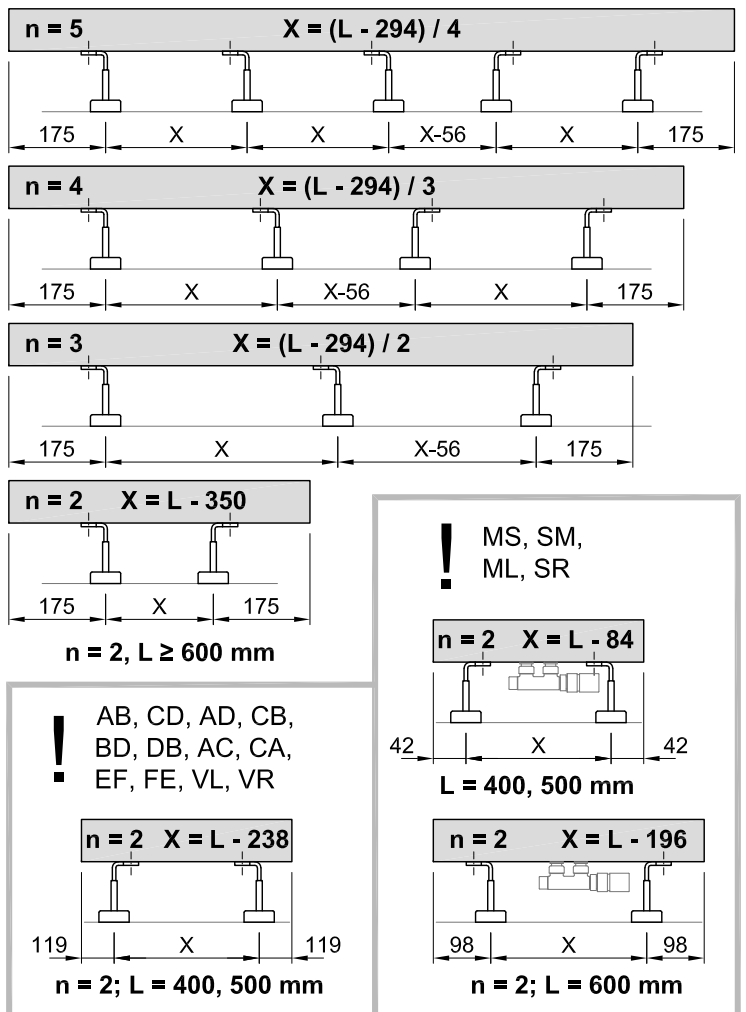 n = 5 X = (L - 294) / 4
175 X X X-56 X 175
n = 4 X = (L - 294) / 3
175 X X-56 X 175
n = 3 X = (L - 294) / 2
175 X X-56 175
n = 2 X = L - 350
175 X 175
n = 2, L ≥ 600 mm
! MS, SM,
ML, SR
n = 2 X = L - 84
42 X 42
L = 400, 500 mm
n = 2 X = L - 196
98 X 98
n = 2; L = 600 mm
! AB, CD, AD, CB,
BD, DB, AC, CA,
EF, FE, VL, VR
n = 2 X = L - 238
119 X 119
n = 2; L = 400, 500 mm